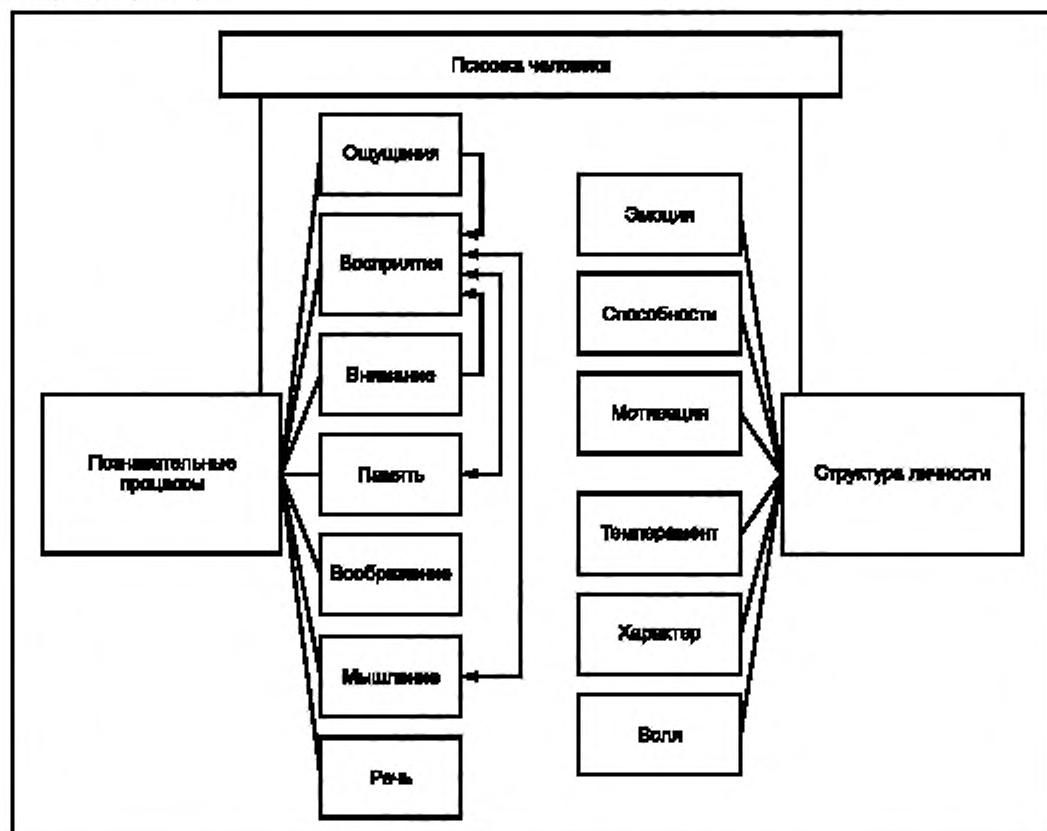 Психика человека
Ощущения
Восприятия
Внимание
Память
Воображение
Мышление
Речь
Познавательные
процессы
Эмоции
Способности
Мотивация
Темперамент
Характер
Воля
Структура личности